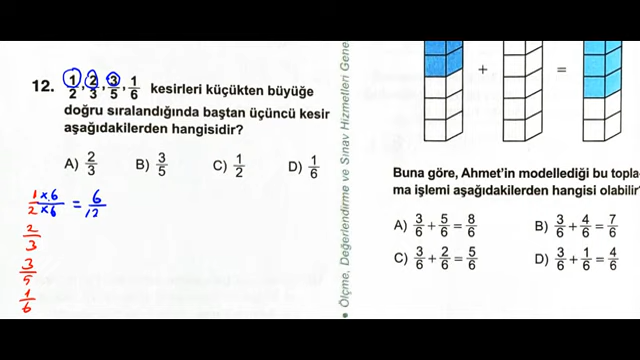 12. 1/2, 2/3, 3/5, 1/6 kesirleri küçükten büyüğe
doğru sıralandığında baştan üçüncü kesir
aşağıdakilerden hangisidir?
A) 2/3 B) 3/5 C) 1/2 D) 1/6
1/2 x6/x6 = 6/12
2/3
3/5
1/6
Ölçme, Değerlendirme ve Sınav Hizmetleri Gene
+ =
Buna göre, Ahmet'in modellediği bu topla-
ma işlemi aşağıdakilerden hangisi olabilir?
A) 3/6 + 5/6 = 8/6 B) 3/6 + 4/6 = 7/6
C) 3/6 + 2/6 = 5/6 D) 3/6 + 1/6 = 4/6